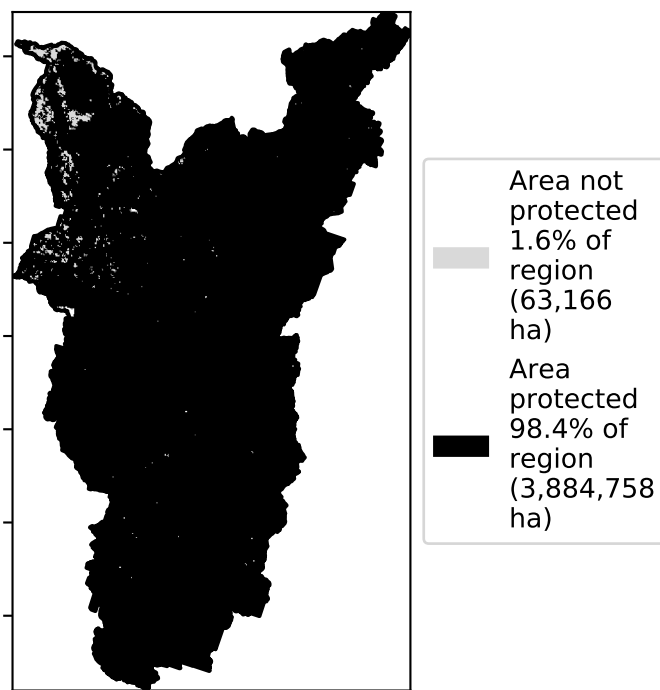 Area not
protected
1.6% of
region
(63,166
ha)
Area
protected
98.4% of
region
(3,884,758
ha)